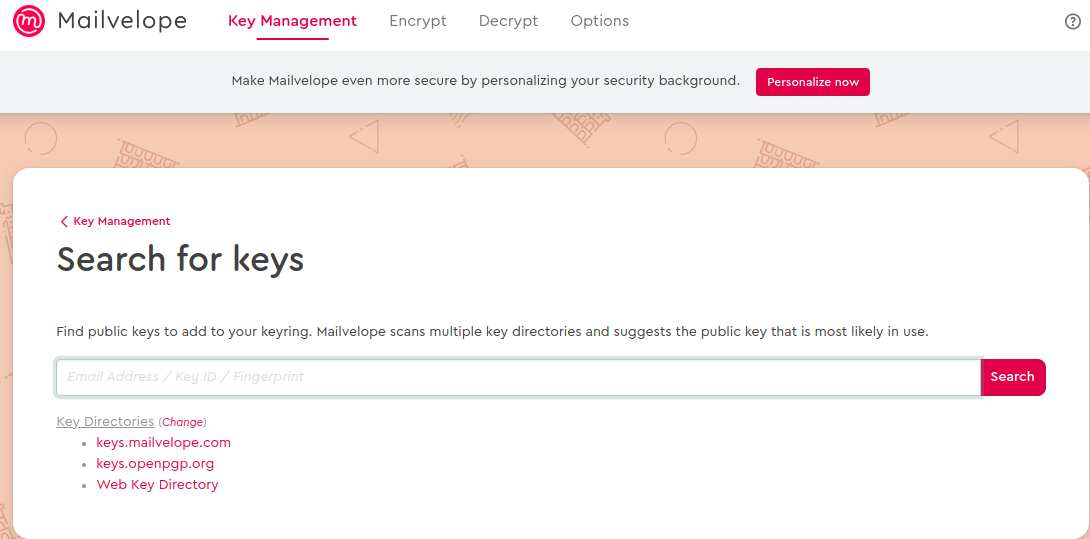 Mailvelope Key Management Encrypt Decrypt Options
Make Mailvelope even more secure by personalizing your security background. Personalize now
Key Management
Search for keys
Find public keys to add to your keyring. Mailvelope scans multiple key directories and suggests the public key that is most likely in use.
Email Address / Key ID / Fingerprint Search
Key Directories (Change)
• keys.mailvelope.com
• keys.openpgp.org
• Web Key Directory